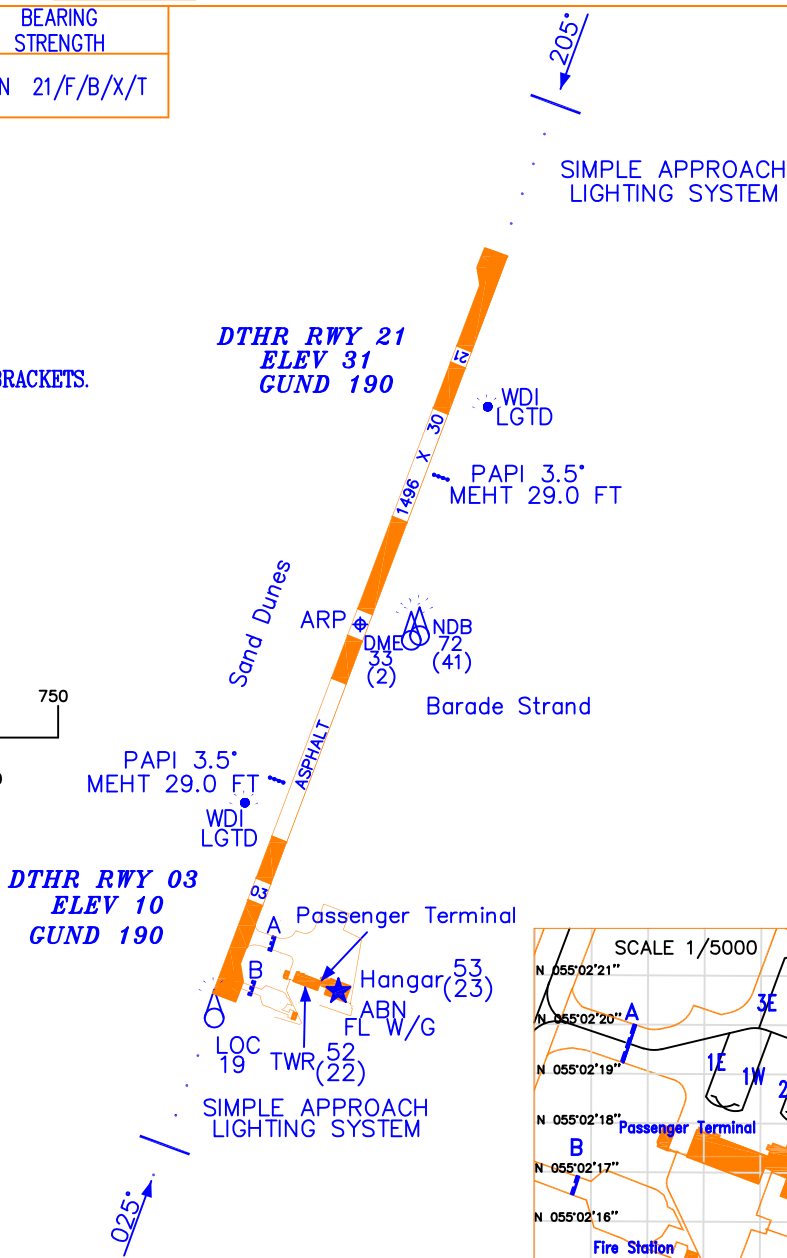 BEARING
STRENGTH
N 21/F/B/X/T
205°
SIMPLE APPROACH
LIGHTING SYSTEM
DTHR RWY 21
ELEV 31
GUND 190
BRACKETS.
21
WDI
LGTD
30
X
1496
PAPI 3.5°
MEHT 29.0 FT
Sand Dunes
ARP
DME
33
(2)
NDB
72
(41)
Barade Strand
750
ASPHALT
PAPI 3.5°
MEHT 29.0 FT
WDI
LGTD
DTHR RWY 03
ELEV 10
GUND 190
03
A
Passenger Terminal
B
Hangar 53
(23)
ABN
FL W/G
LOC
19
TWR 52
(22)
SIMPLE APPROACH
LIGHTING SYSTEM
025°
SCALE 1/5000
N 055°02'21"
N 055°02'20"
A
3E
N 055°02'19"
1E
1W
2
N 055°02'18"
Passenger Terminal
B
N 055°02'17"
N 055°02'16"
Fire Station